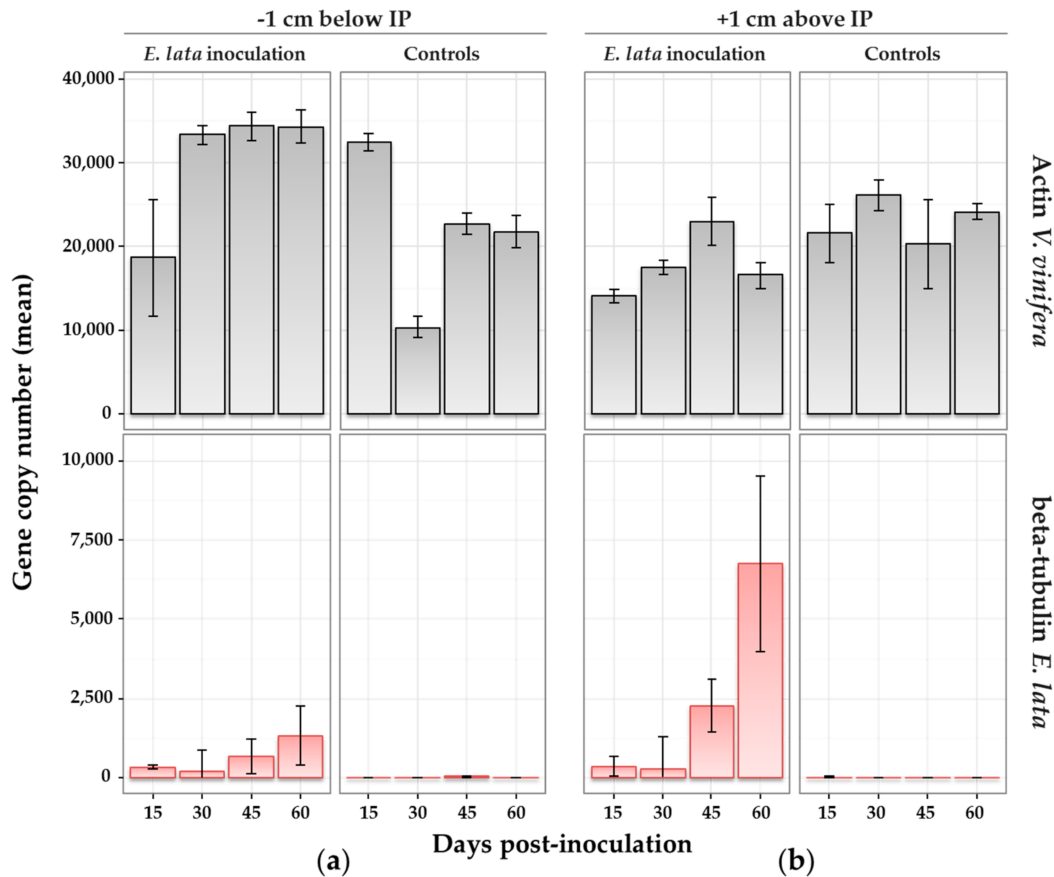 -1 cm below IP
+1 cm above IP
E. lata inoculation
Controls
E. lata inoculation
Controls
40,000
30,000
20,000
10,000
0
Actin V. vinifera
Gene copy number (mean)
10,000
7,500
5,000
2,500
0
beta-tubulin E. lata
15 30 45 60
15 30 45 60
15 30 45 60
15 30 45 60
Days post-inoculation
(a)
(b)